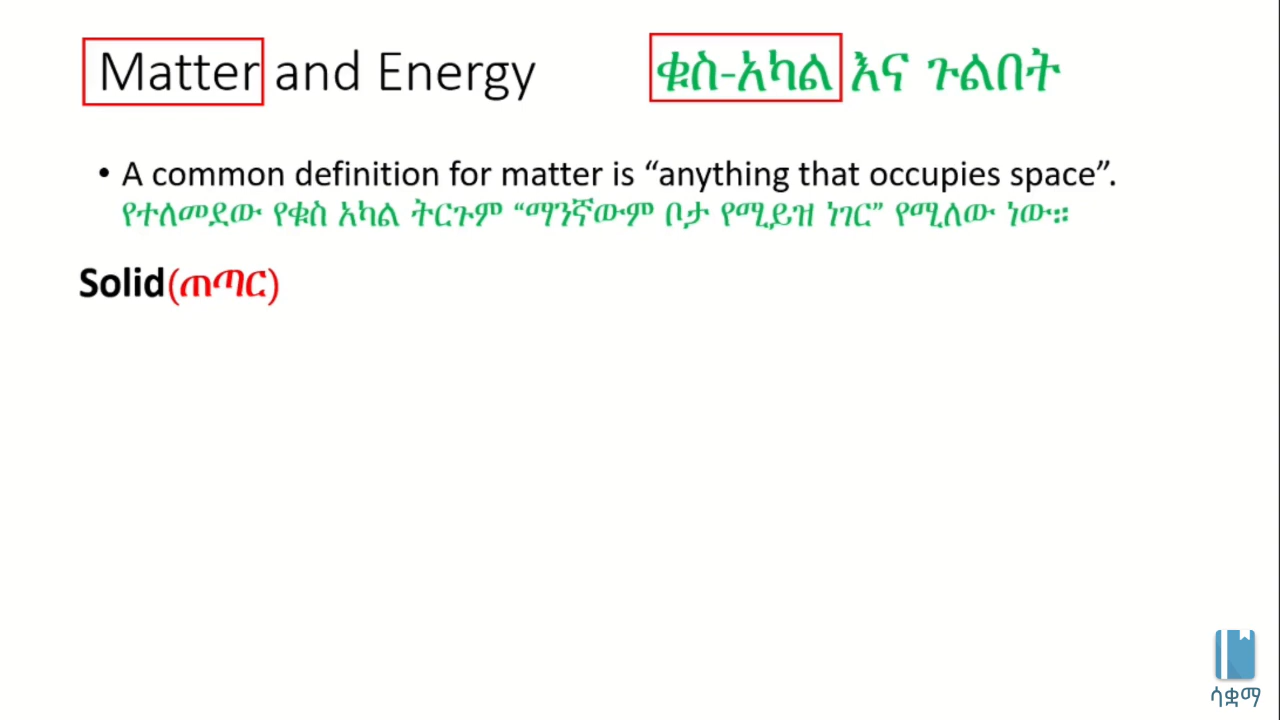 Matter and Energy ቁስ-አካል እና ጉልበት
• A common definition for matter is “anything that occupies space”.
የተለመደው የቁስ አካል ትርጉም “ማንኛውም ቦታ የሚይዝ ነገር” የሚለው ነው።
Solid(ጠጣር)
ሳቋማ